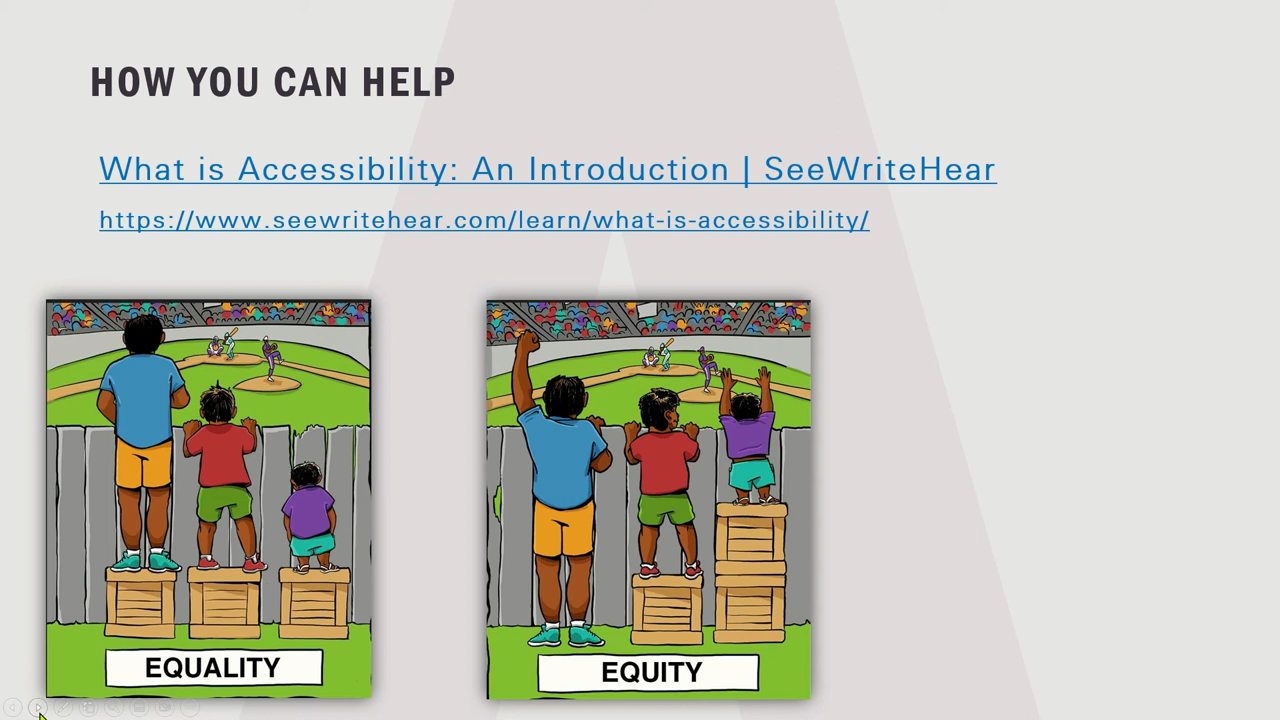 HOW YOU CAN HELP
What is Accessibility: An Introduction | SeeWriteHear
https://www.seewritehear.com/learn/what-is-accessibility/
EQUALITY
EQUITY